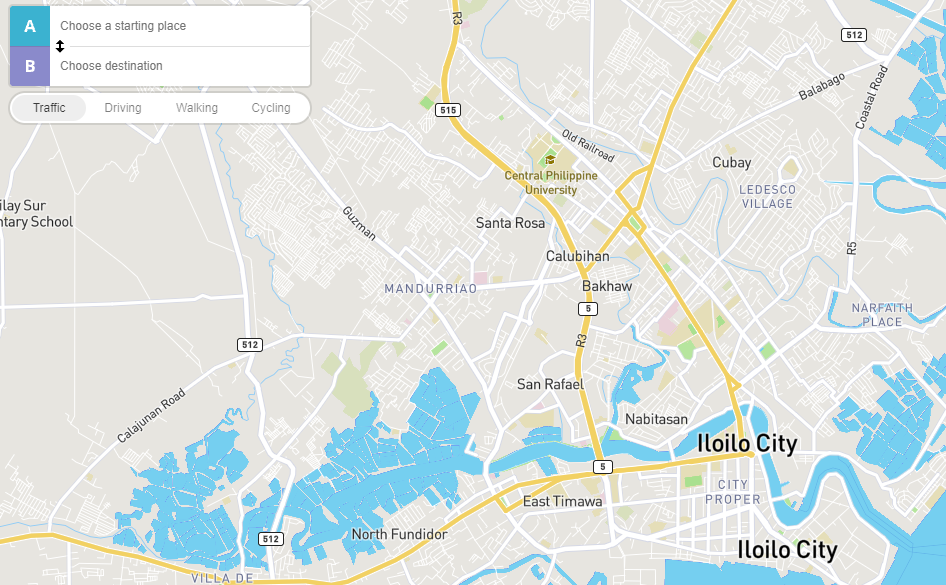 A
Choose a starting place
B
Choose destination
Traffic
Driving
Walking
Cycling
R3
512
Balabago
Coastal Road
515
Old Railroad
Cubay
Central Philippine
University
LEDESCO
VILLAGE
ilay Sur
ntary School
Guzman
Santa Rosa
R5
Calubihan
MANDURRIAO
Bakhaw
5
NARFAITH
PLACE
R3
512
San Rafael
Calajunan Road
Nabitasan
Iloilo City
5
CITY
PROPER
East Timawa
512
North Fundidor
Iloilo City
VILLA DE